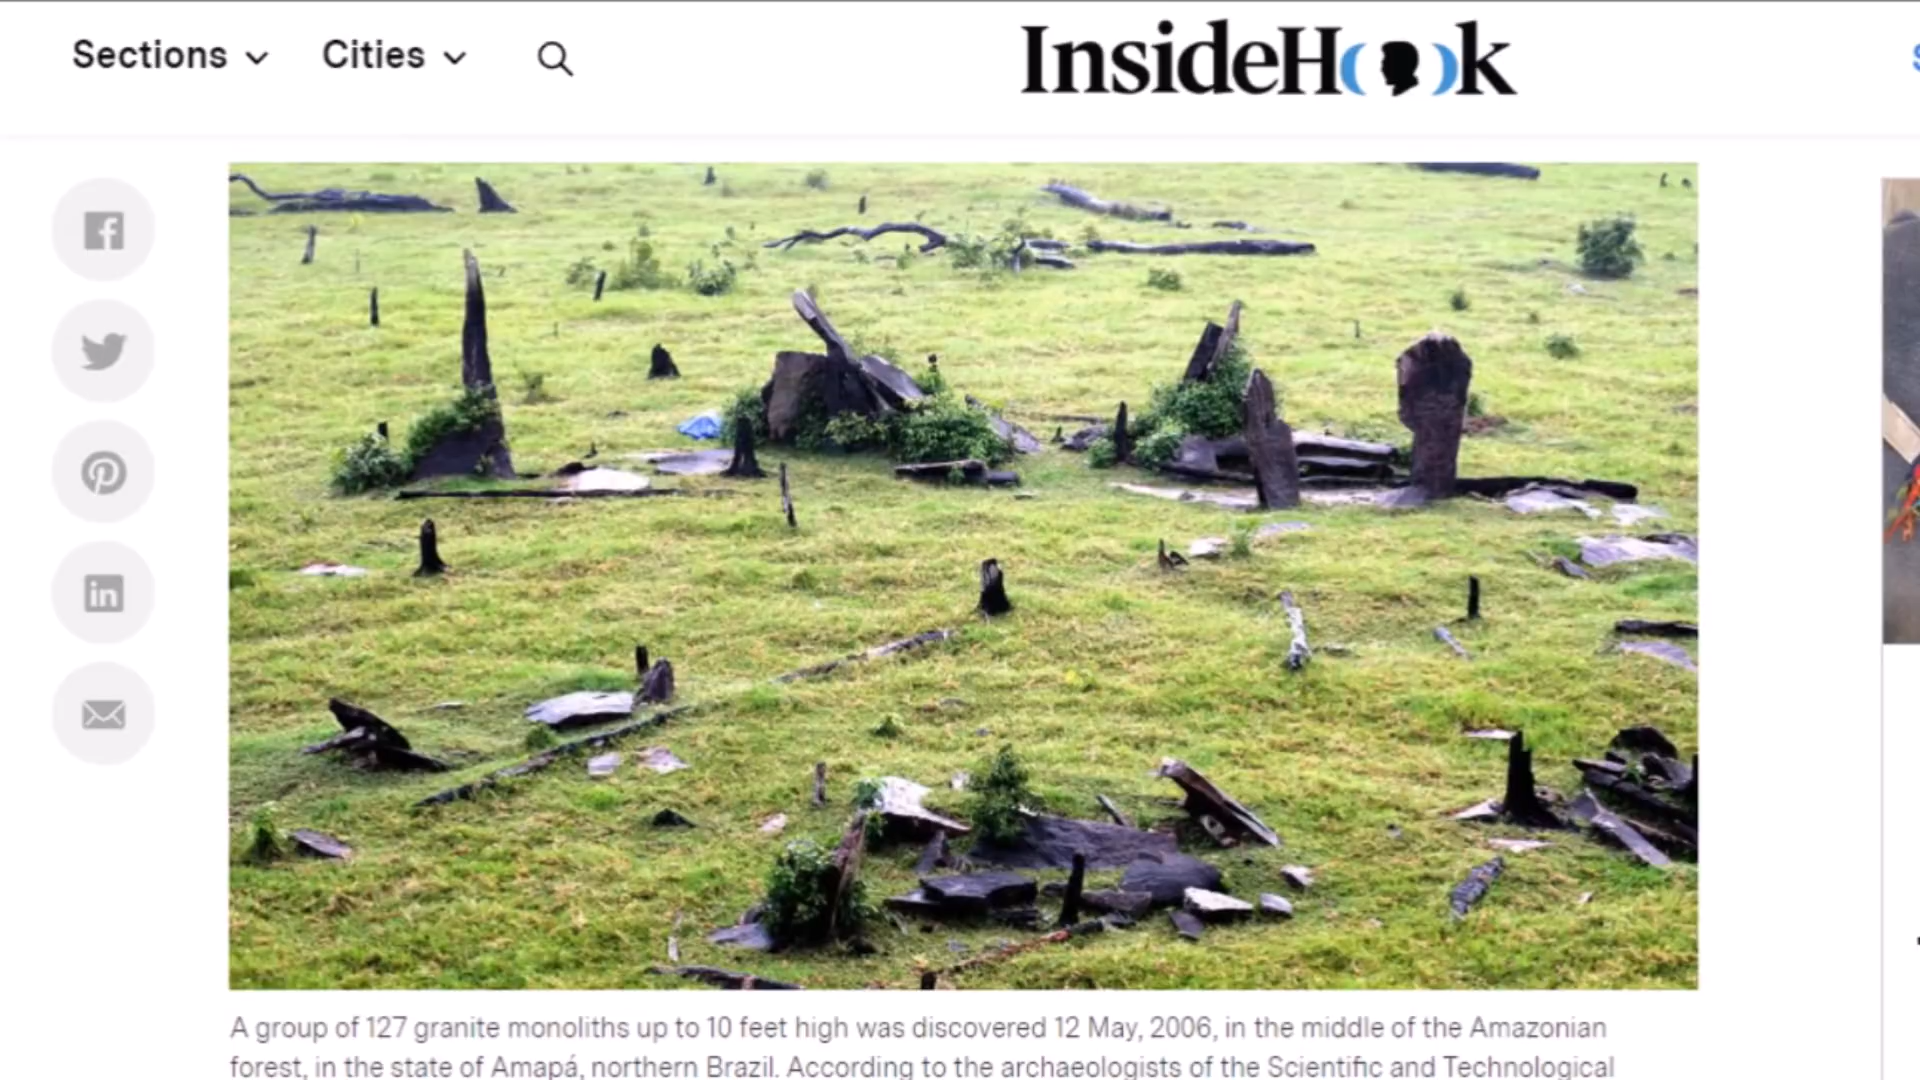 Sections Cities InsideHook
A group of 127 granite monoliths up to 10 feet high was discovered 12 May, 2006, in the middle of the Amazonian
forest, in the state of Amapá, northern Brazil. According to the archaeologists of the Scientific and Technological